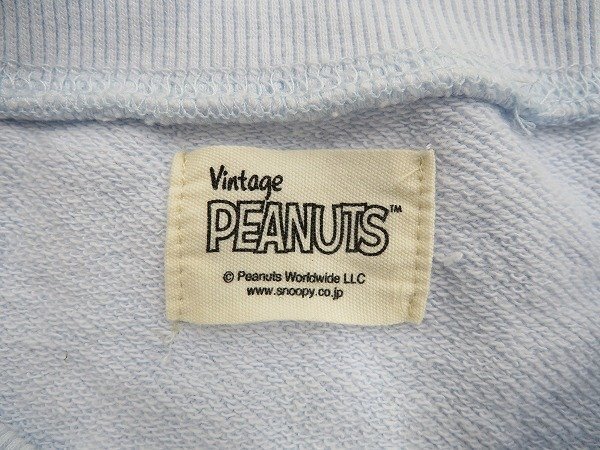 Vintage
PEANUTS™
© Peanuts Worldwide LLC
www.snoopy.co.jp